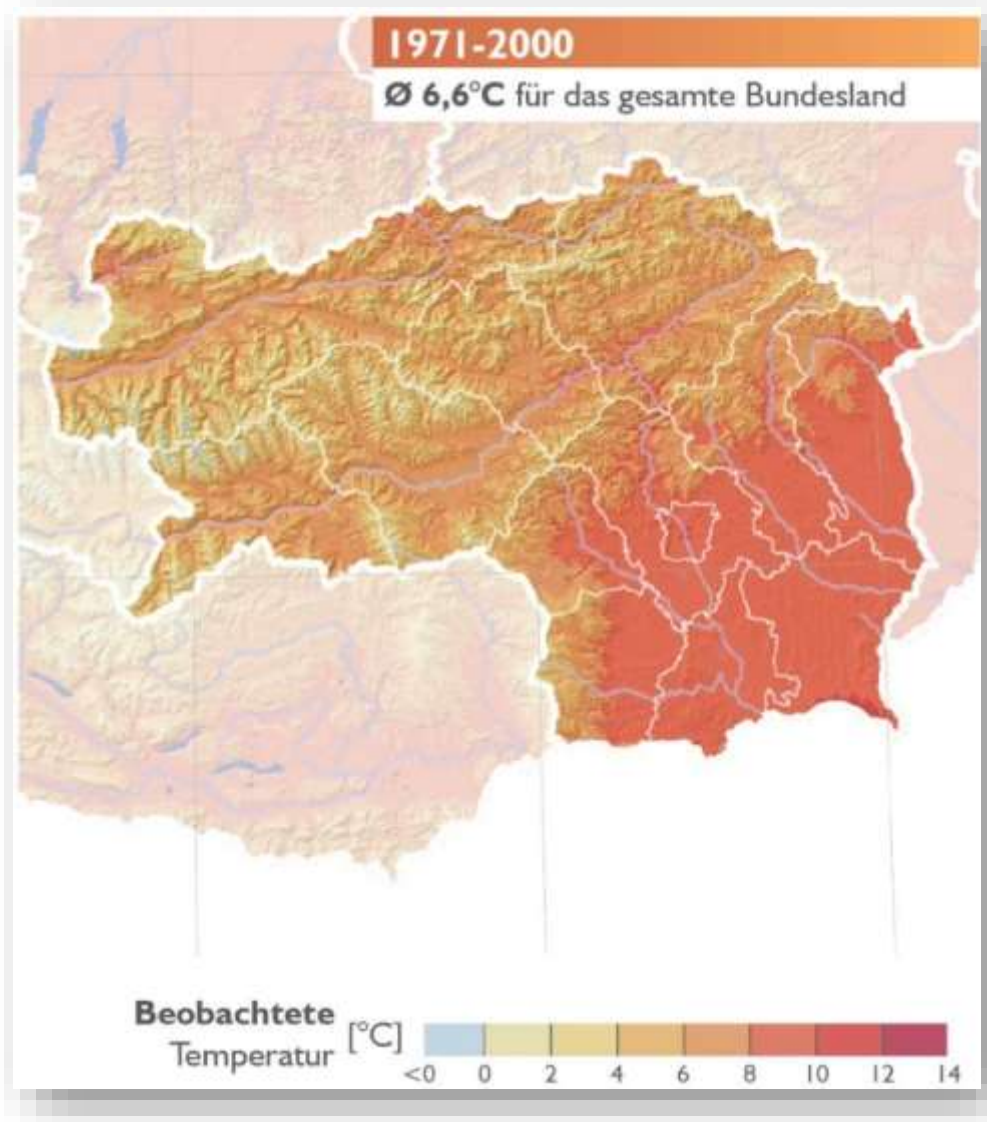 1971-2000
Ø 6,6°C für das gesamte Bundesland
Beobachtete
Temperatur [°C]
<0 0 2 4 6 8 10 12 14